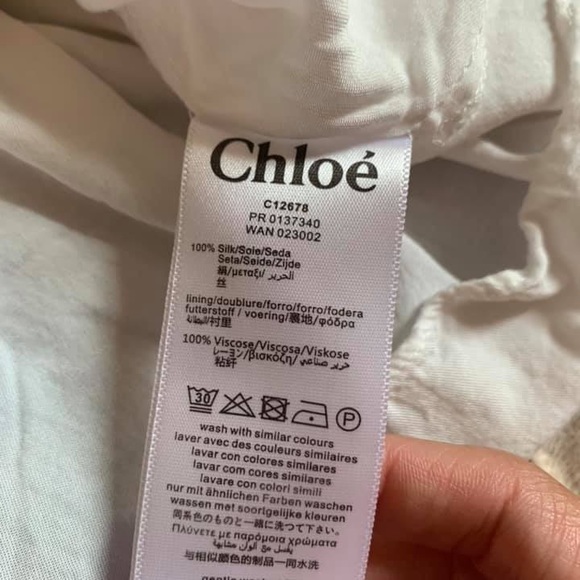 Chloé
C12678
PR 0137340
WAN 023002
100% Silk/Soie/Seda
Seta/Seide/Zijde
絹/μεταξι/ الحرير
丝
lining/doublure/forro/forro/fodera
futterstoff / voering/裏地/φόδρα
البطانة/衬里
100% Viscose/Viscosa/Viskose
レーヨン/βισκόζη/ حرير صناعي
粘纤
30
P
wash with similar colours
laver avec des couleurs similaires
lavar con colores similares
lavar com cores similares
lavare con colori simili
nur mit ähnlichen Farben waschen
wassen met soortgelijke kleuren
同系色のものと一緒に洗つて下さい
Πλύνετε με παρόμοια χρώματα
يغسل مع ألوان مشابهة
与相似颜色的制品一同水洗